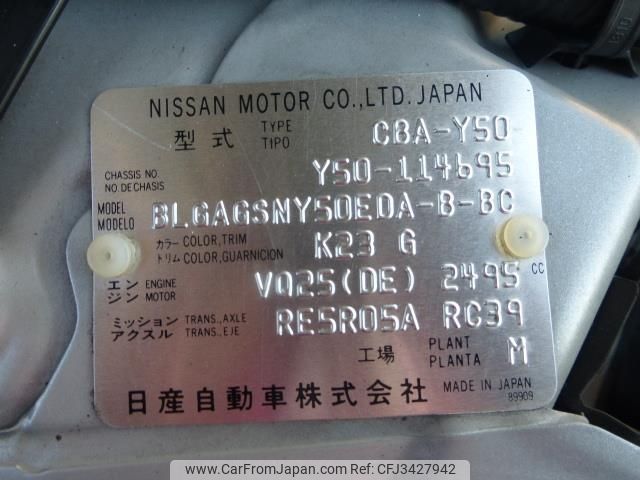 NISSAN MOTOR CO.,LTD. JAPAN
型式 TYPE TIPO CBA-Y50
CHASSIS NO. NO. DE CHASIS Y50-114695
MODEL MODELO BLGAGSNY50EDA-B-BC
カラー COLOR,TRIM トリム COLOR,GUARNICION K23 G
エンジン ENGINE MOTOR VQ25(DE) 2495 CC
ミッション TRANS.,AXLE アクスル TRANS.,EJE RE5R05A RC39
工場 PLANT PLANTA M
日産自動車株式会社 MADE IN JAPAN
89909
www.CarFromJapan.com | © CarFromJapan.com | ID:CFJ3427942